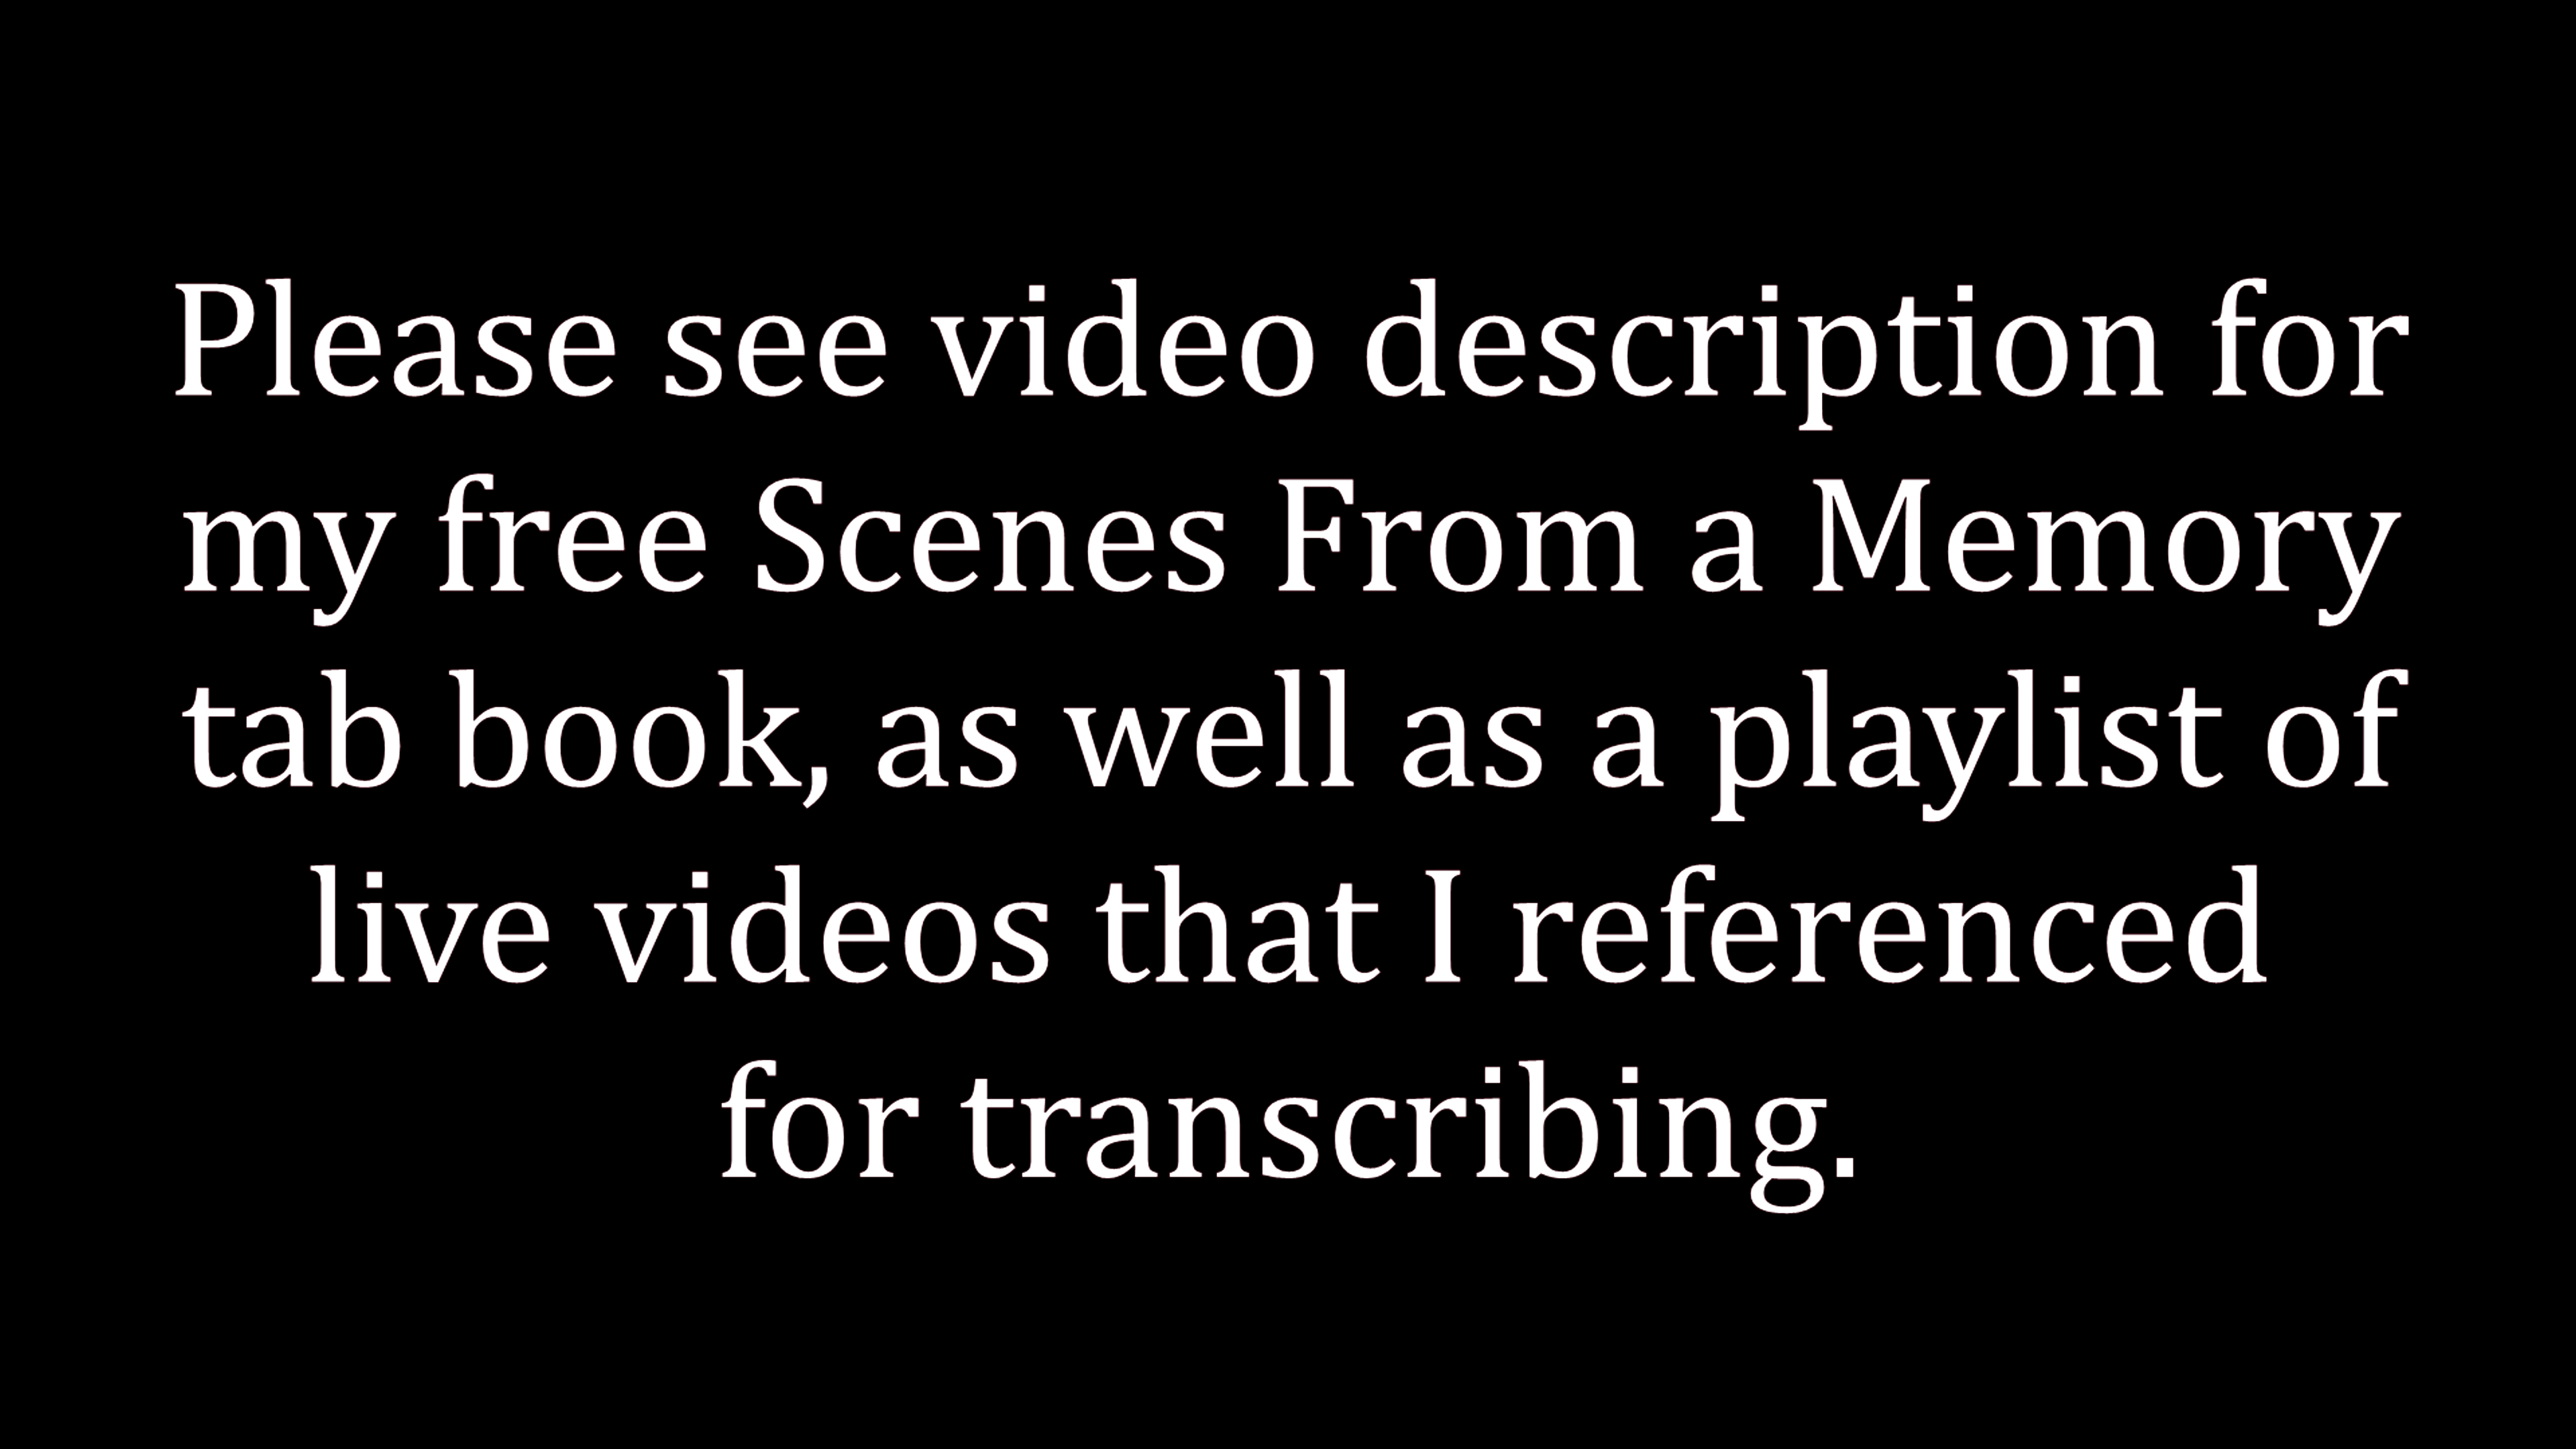 Please see video description for
my free Scenes From a Memory
tab book, as well as a playlist of
live videos that I referenced
for transcribing.